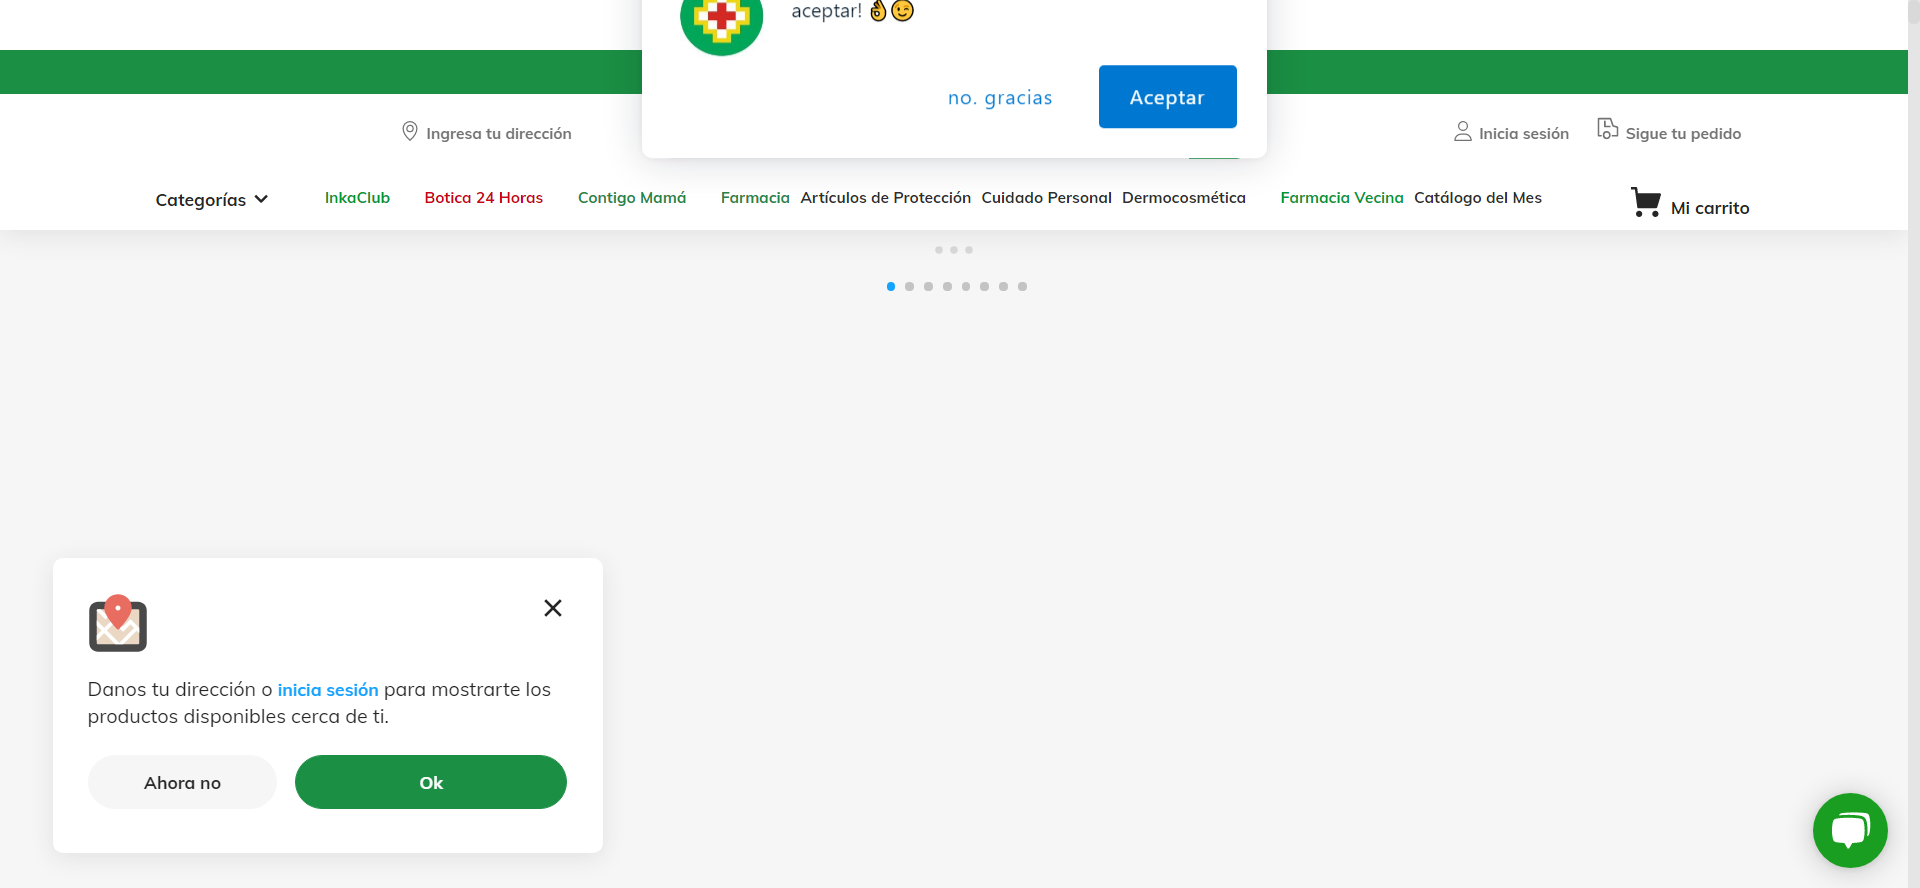 aceptar! 👌😉
no. gracias
Aceptar
Ingresa tu dirección
Inicia sesión
Sigue tu pedido
Categorías
InkaClub
Botica 24 Horas
Contigo Mamá
Farmacia
Artículos de Protección
Cuidado Personal
Dermocosmética
Farmacia Vecina
Catálogo del Mes
Mi carrito
Danos tu dirección o inicia sesión para mostrarte los
productos disponibles cerca de ti.
Ahora no
Ok